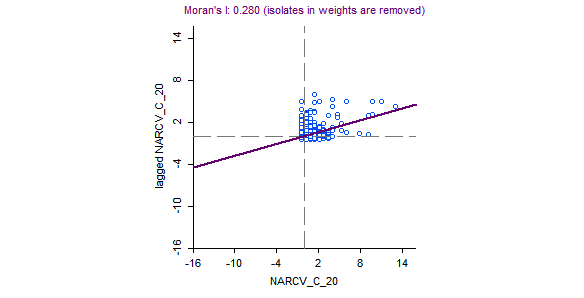 Moran's I: 0.280 (isolates in weights are removed)
14
8
2
-4
-10
-16
lagged NARCV_C_20
-16 -10 -4 2 8 14
NARCV_C_20